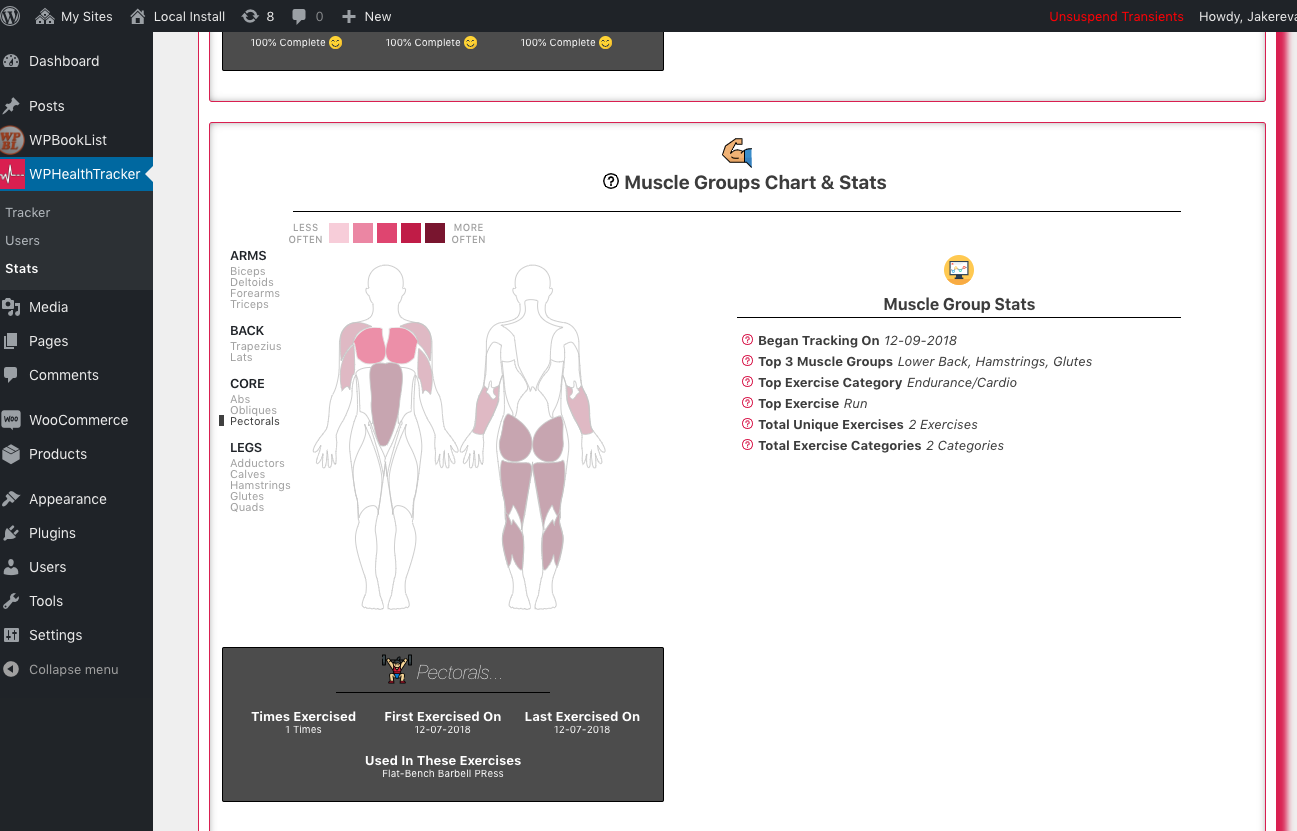 My Sites
Local Install
8
0
New
Unsuspend Transients
Howdy, Jakereva
Dashboard
Posts
WPBookList
WPHealthTracker
Tracker
Users
Stats
Media
Pages
Comments
WooCommerce
Products
Appearance
Plugins
Users
Tools
Settings
Collapse menu
100% Complete
100% Complete
100% Complete
Muscle Groups Chart & Stats
LESS
OFTEN
MORE
OFTEN
ARMS
Biceps
Deltoids
Forearms
Triceps
BACK
Trapezius
Lats
CORE
Abs
Obliques
Pectorals
LEGS
Adductors
Calves
Hamstrings
Glutes
Quads
Muscle Group Stats
Began Tracking On 12-09-2018
Top 3 Muscle Groups Lower Back, Hamstrings, Glutes
Top Exercise Category Endurance/Cardio
Top Exercise Run
Total Unique Exercises 2 Exercises
Total Exercise Categories 2 Categories
Pectorals...
Times Exercised
1 Times
First Exercised On
12-07-2018
Last Exercised On
12-07-2018
Used In These Exercises
Flat-Bench Barbell PRess